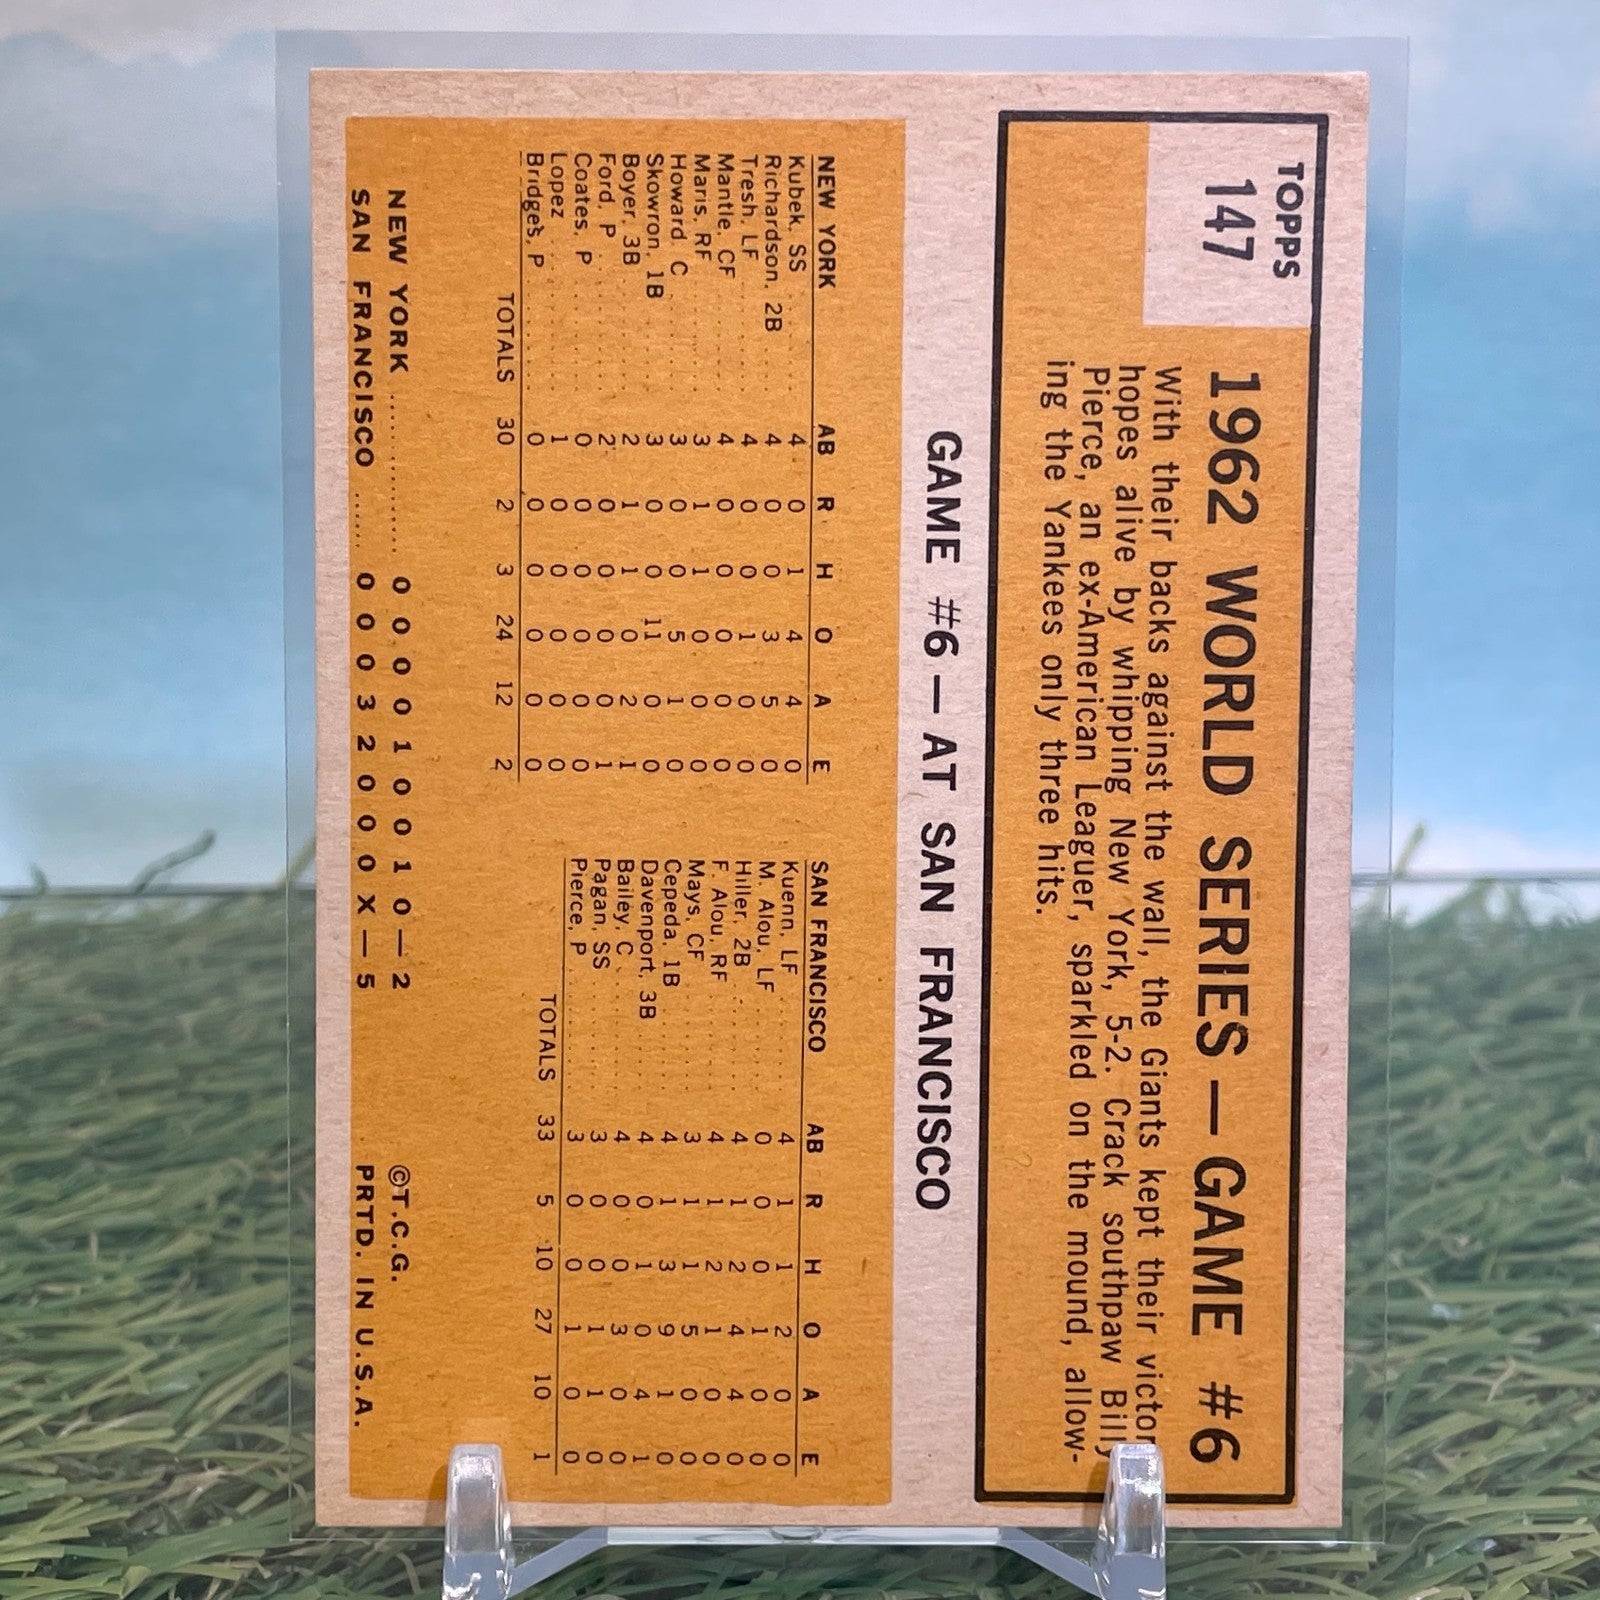 TOPPS
147
1962 WORLD SERIES — GAME #6
With their backs against the wall, the Giants kept their victor
hopes alive by whipping New York, 5-2. Crack southpaw Billy
Pierce, an ex-American Leaguer, sparkled on the mound, allow-
ing the Yankees only three hits.
GAME #6 — AT SAN FRANCISCO
NEW YORK AB R H O A E
Kubek, SS ..... 4 0 1 4 4 0
Richardson, 2B .... 4 0 0 3 5 0
Tresh, LF ........ 4 0 0 1 0 0
Mantle, CF ....... 4 0 0 0 0 0
Maris, RF ........ 3 1 1 0 0 0
Howard, C ....... 3 0 0 5 1 0
Skowron, 1B ..... 3 0 0 11 0 0
Boyer, 3B ........ 2 1 1 0 2 1
Ford, P .......... 2 0 0 0 0 1
Coates, P ........ 0 0 0 0 0 0
Lopez .......... 1 0 0 0 0 0
Bridges, P ....... 0 0 0 0 0 0
TOTALS 30 2 3 24 12 2
SAN FRANCISCO AB R H O A E
Kuenn, LF ........ 4 1 1 2 0 0
M. Alou, LF ....... 0 0 0 1 0 0
Hiller, 2B ........ 4 1 2 4 4 0
F. Alou, RF ....... 4 1 2 1 0 0
Mays, CF ........ 3 1 1 5 0 0
Cepeda, 1B ....... 4 1 3 9 1 0
Davenport, 3B ..... 4 0 1 0 4 1
Bailey, C ......... 4 0 0 3 0 0
Pagan, SS ........ 3 0 0 1 1 0
Pierce, P ......... 3 0 0 1 0 0
TOTALS 33 5 10 27 10 1
NEW YORK ............. 0 0 0 0 1 0 0 1 0 — 2
SAN FRANCISCO ...... 0 0 0 3 2 0 0 0 X — 5
©T.C.G.
PRTD. IN U.S.A.